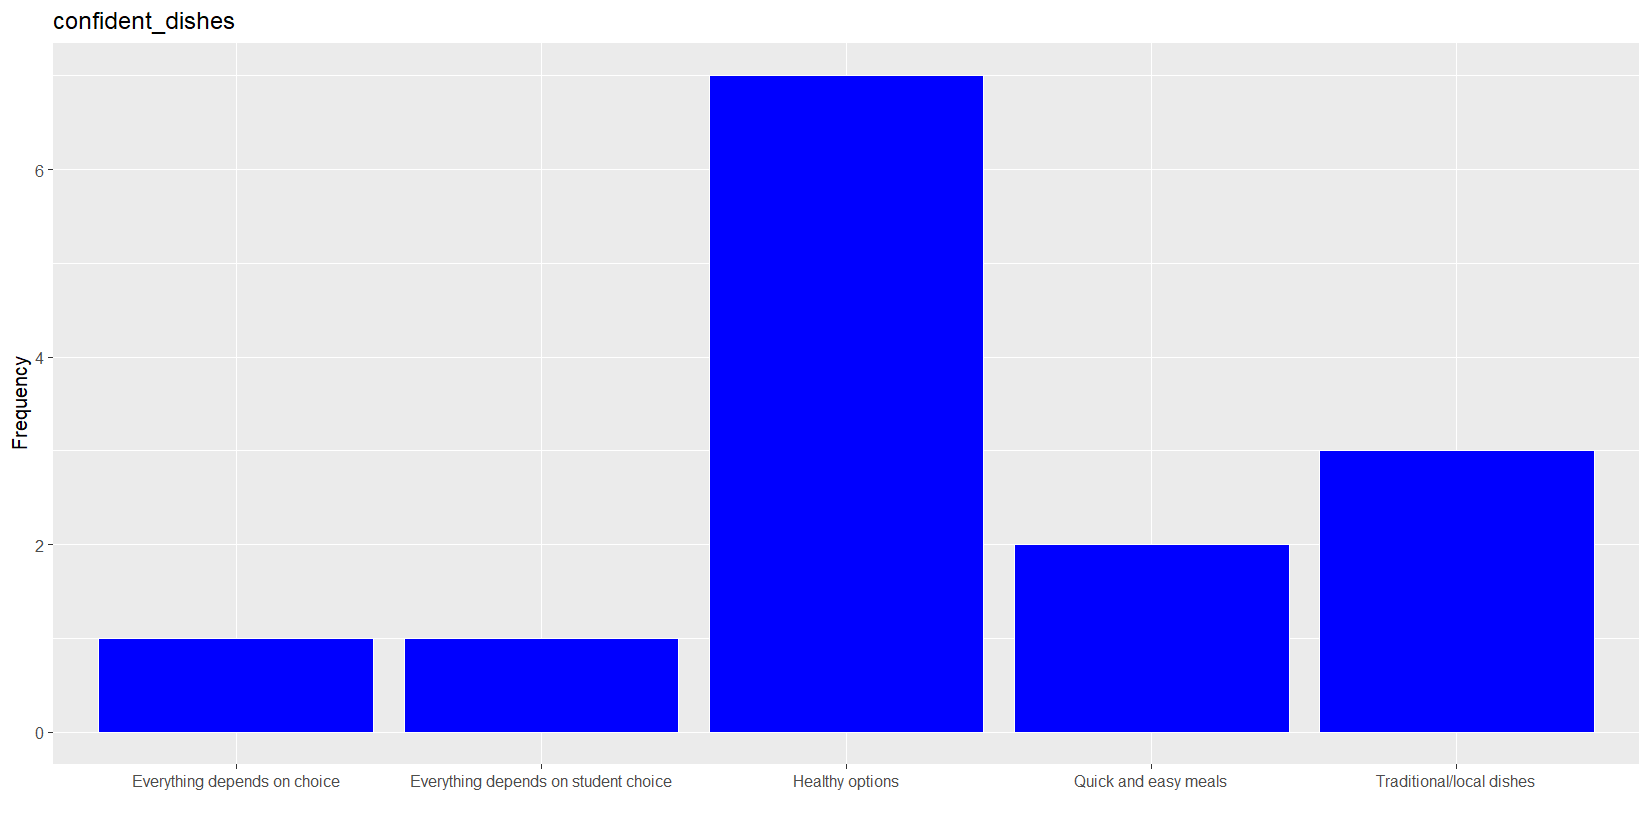 confident_dishes
Frequency
6
4
2
0
Everything depends on choice
Everything depends on student choice
Healthy options
Quick and easy meals
Traditional/local dishes